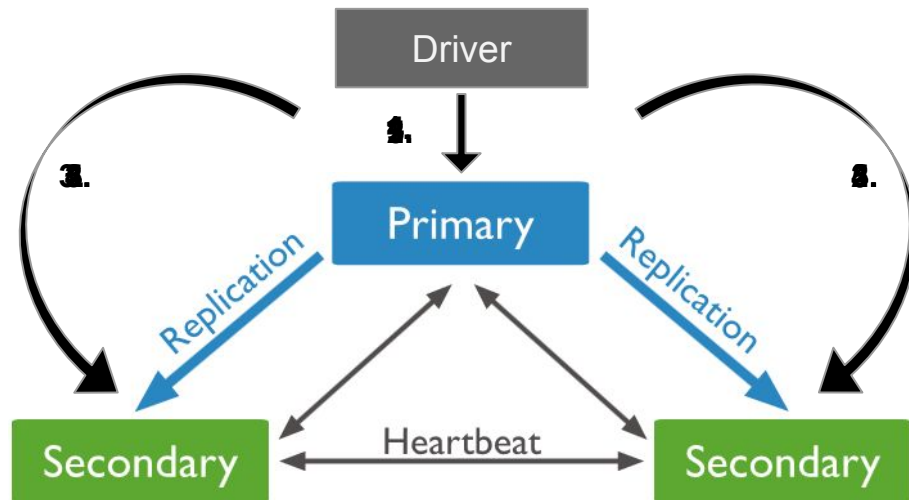 Driver
Primary
Replication
Replication
Heartbeat
Secondary
Secondary